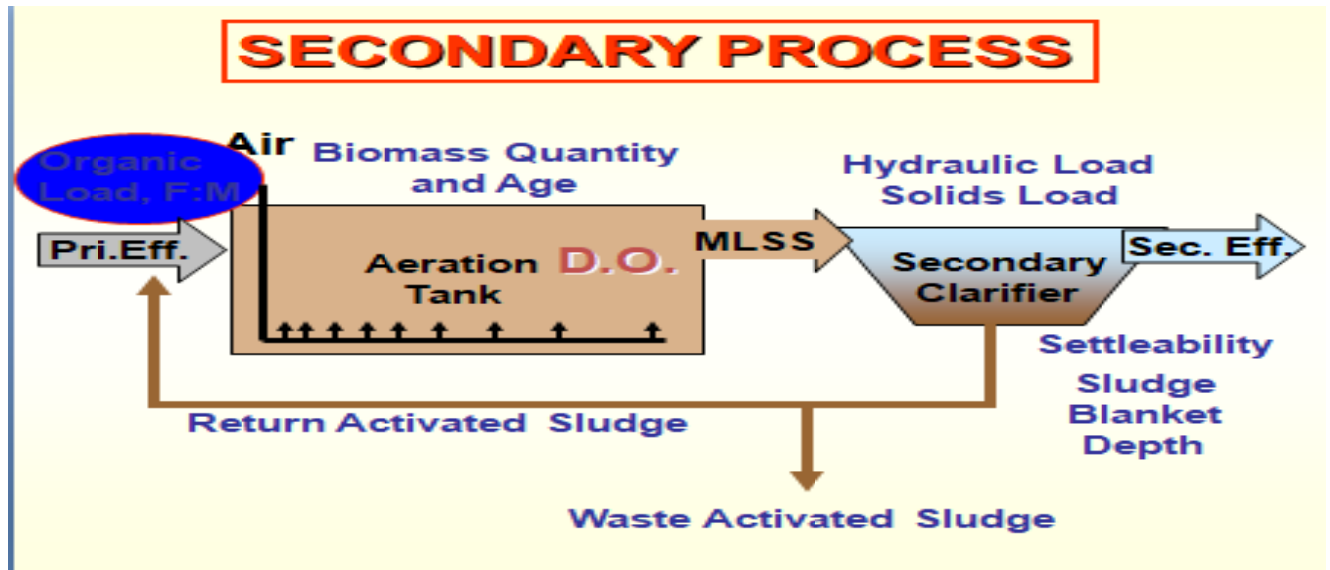 SECONDARY PROCESS
Organic
Load, F:M
Air
Biomass Quantity
and Age
Hydraulic Load
Solids Load
Pri.Eff.
Aeration
Tank
D.O.
MLSS
Secondary
Clarifier
Sec. Eff.
Settleability
Sludge
Blanket
Depth
Return Activated Sludge
Waste Activated Sludge